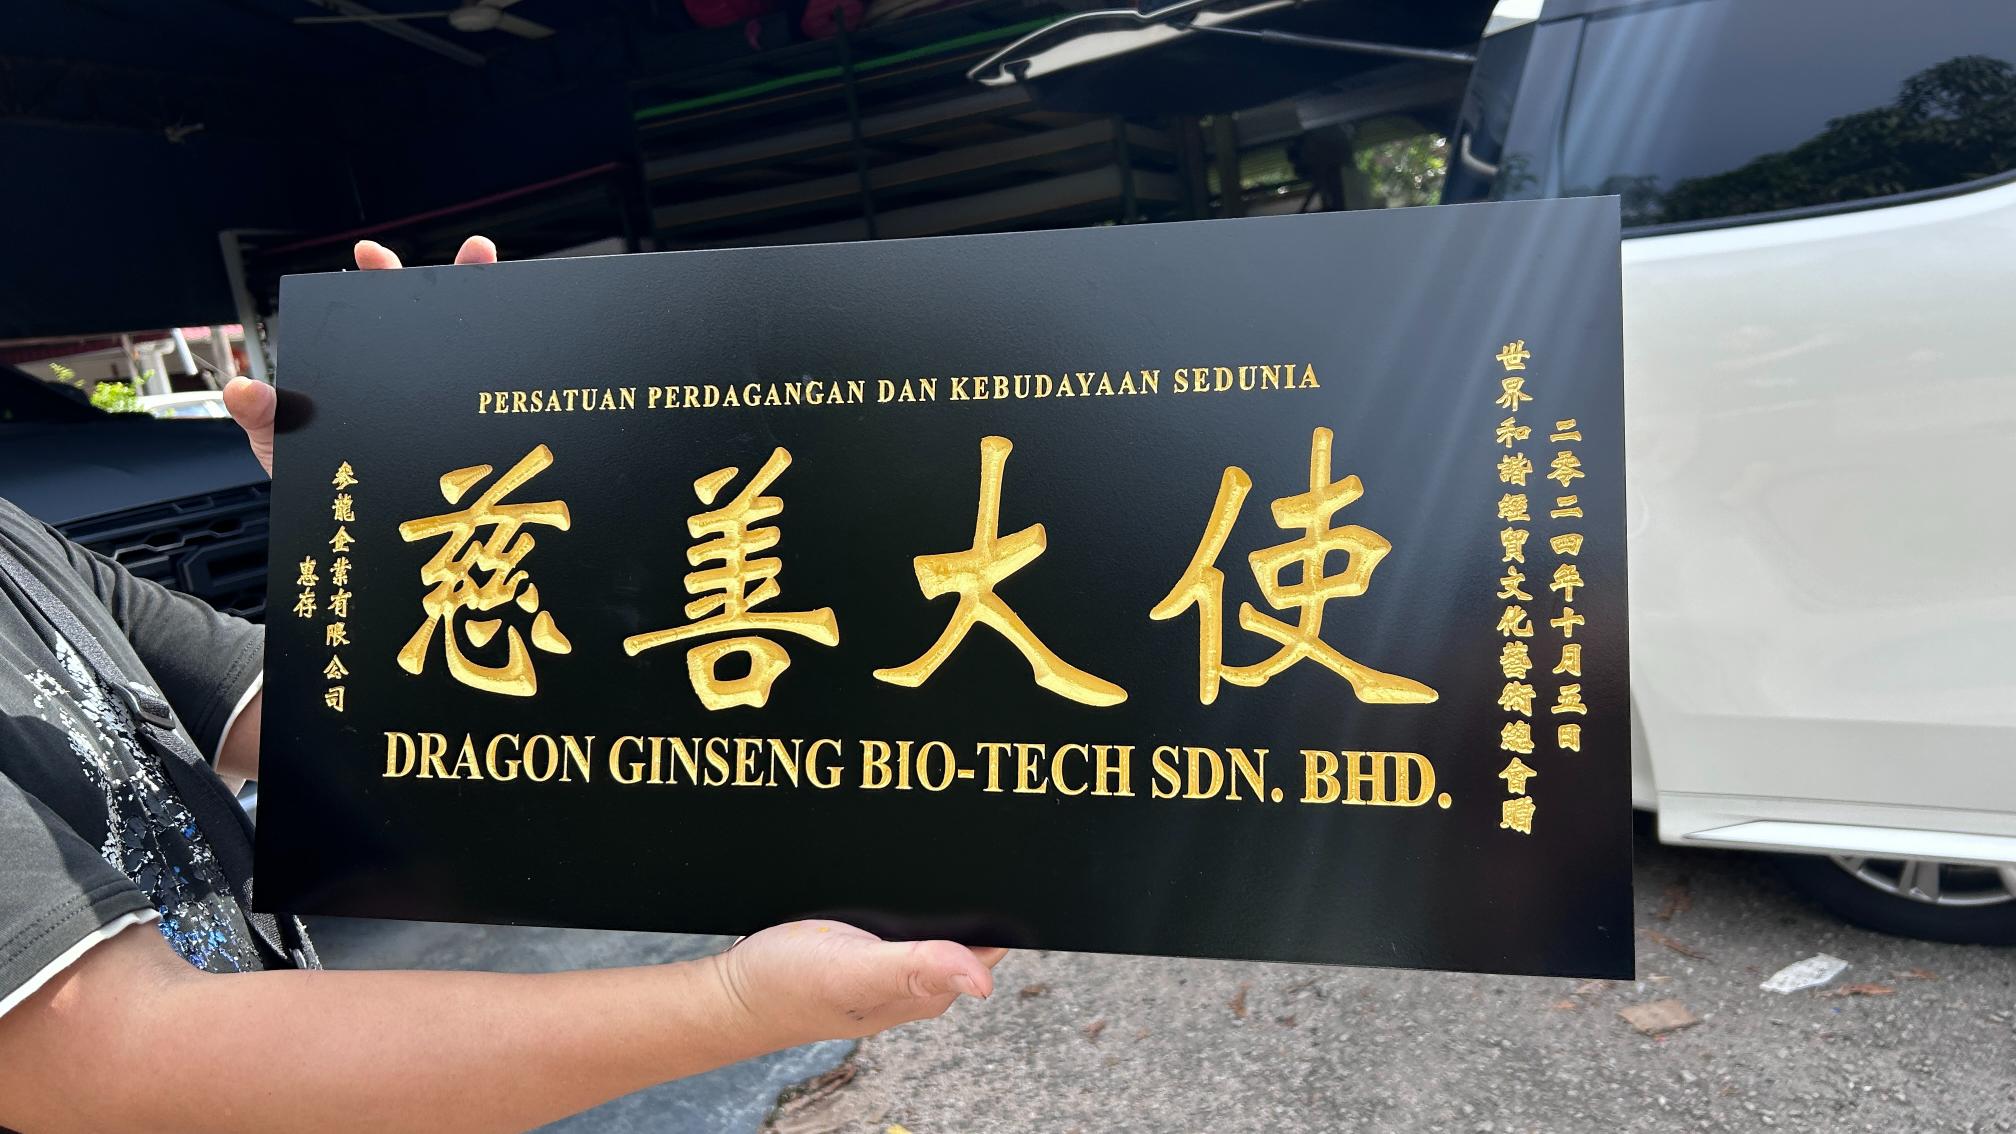 PERSATUAN PERDAGANGAN DAN KEBUDAYAAN SEDUNIA
慈善大使
DRAGON GINSENG BIO-TECH SDN. BHD.
二零二四年十月五日
世界和諧經貿文化藝術總會贈
參龍企業有限公司
惠存